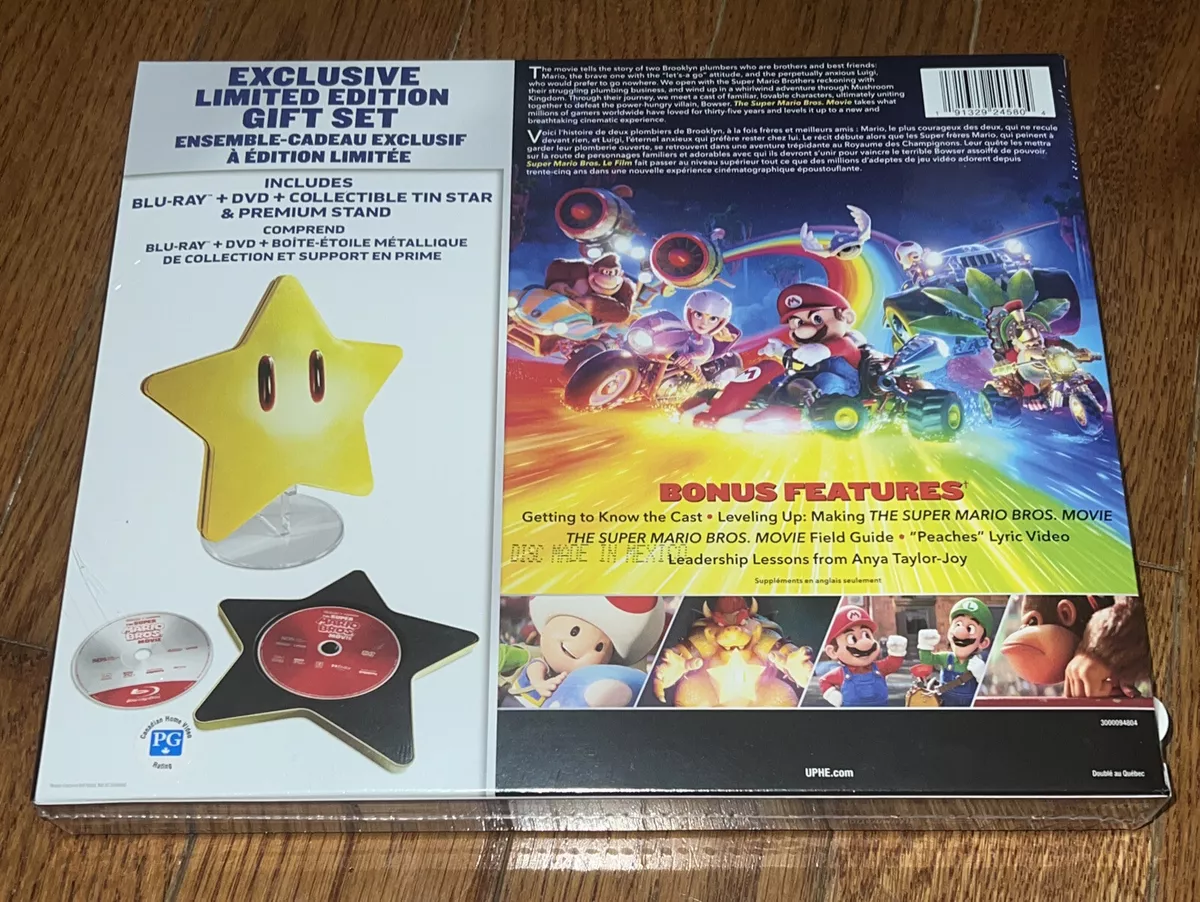 EXCLUSIVE
LIMITED EDITION
GIFT SET
ENSEMBLE-CADEAU EXCLUSIF
À ÉDITION LIMITÉE
INCLUDES
BLU-RAY™ + DVD + COLLECTIBLE TIN STAR
& PREMIUM STAND
COMPREND
BLU-RAY™ + DVD + BOÎTE-ÉTOILE MÉTALLIQUE
DE COLLECTION ET SUPPORT EN PRIME
THE SUPER
MARIO
BROS.
MOVIE
THE SUPER
MARIO
BROS.
MOVIE
Canadian Home Video
PG
Rating
The movie tells the story of two Brooklyn plumbers who are brothers and best friends:
Mario, the brave one with the "let's-a go" attitude, and the perpetually anxious Luigi,
who would prefer to go nowhere. We open with the Super Mario Brothers reckoning with
their struggling plumbing business, and wind up in a whirlwind adventure through Mushroom
Kingdom. Through their journey, we meet a cast of familiar, lovable characters, ultimately uniting
together to defeat the power-hungry villain, Bowser. The Super Mario Bros. Movie takes what
millions of gamers worldwide have loved for thirty-five years and levels it up to a new and
breathtaking cinematic experience.
Voici l'histoire de deux plombiers de Brooklyn, à la fois frères et meilleurs amis : Mario, le plus courageux des deux, qui ne recule
devant rien, et Luigi, l'éternel anxieux qui préfère rester chez lui. Le récit débute alors que les Super frères Mario, qui peinent à
garder leur plomberie ouverte, se retrouvent dans une aventure trépidante au Royaume des Champignons. Leur quête les mettra
sur la route de personnages familiers et adorables avec qui ils devront s'unir pour vaincre le terrible Bowser assoiffé de pouvoir.
Super Mario Bros. Le Film fait passer au niveau supérieur tout ce que des millions d'adeptes de jeu vidéo adorent depuis
trente-cinq ans dans une nouvelle expérience cinématographique époustouflante.
1 91329 24580 4
BONUS FEATURES†
Getting to Know the Cast • Leveling Up: Making THE SUPER MARIO BROS. MOVIE
THE SUPER MARIO BROS. MOVIE Field Guide • "Peaches" Lyric Video
DISC MADE IN MEXICO
Leadership Lessons from Anya Taylor-Joy
Suppléments en anglais seulement
3000094804
UPHE.com
Doublé au Québec